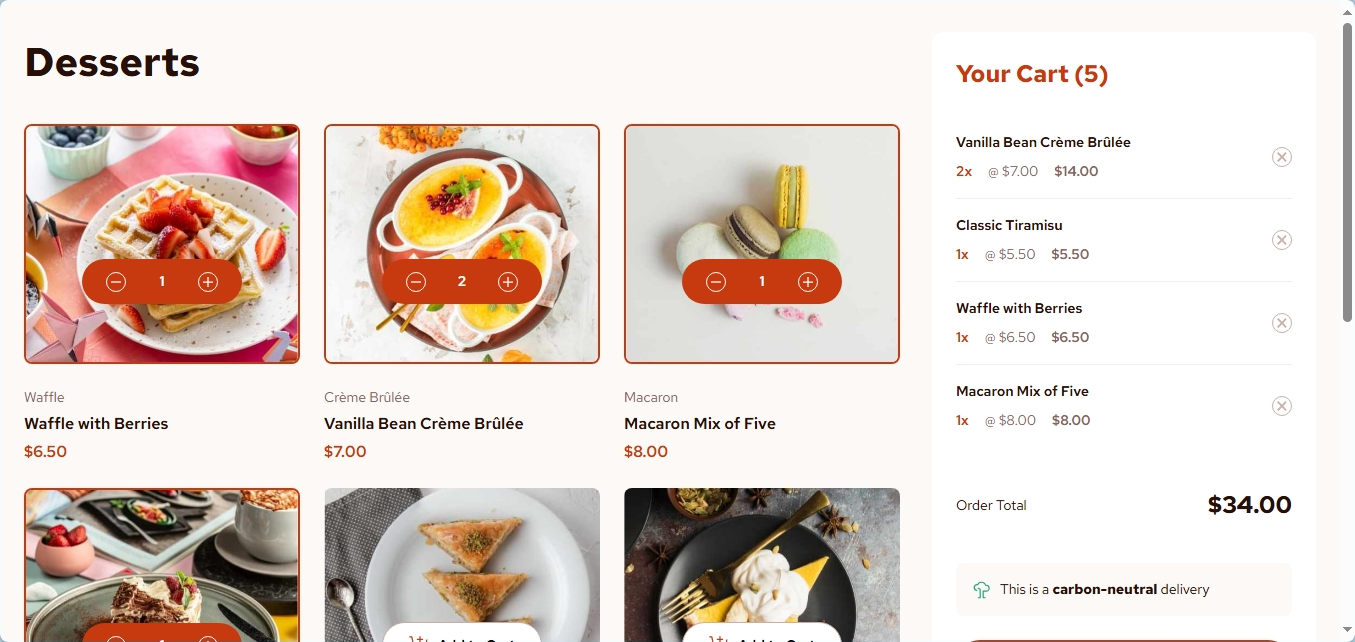 Desserts
1
2
1
Waffle
Waffle with Berries
$6.50
Crème Brûlée
Vanilla Bean Crème Brûlée
$7.00
Macaron
Macaron Mix of Five
$8.00
Your Cart (5)
Vanilla Bean Crème Brûlée
2x @ $7.00 $14.00
Classic Tiramisu
1x @ $5.50 $5.50
Waffle with Berries
1x @ $6.50 $6.50
Macaron Mix of Five
1x @ $8.00 $8.00
Order Total $34.00
This is a carbon-neutral delivery